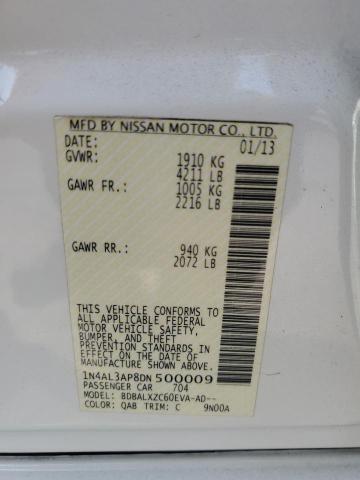 MFD BY NISSAN MOTOR CO., LTD.
DATE: 01/13
GVWR: 1910 KG
4211 LB
GAWR FR: 1005 KG
2216 LB
GAWR RR: 940 KG
2072 LB
THIS VEHICLE CONFORMS TO
ALL APPLICABLE FEDERAL
MOTOR VEHICLE SAFETY,
BUMPER, AND THEFT
PREVENTION STANDARDS IN
EFFECT ON THE DATE OF
MANUFACTURE SHOWN ABOVE.
1N4AL3AP8DN500009
PASSENGER CAR 704
MODEL: BDBALXZC60EVA-AD--
COLOR: QAB TRIM: C 9N00A